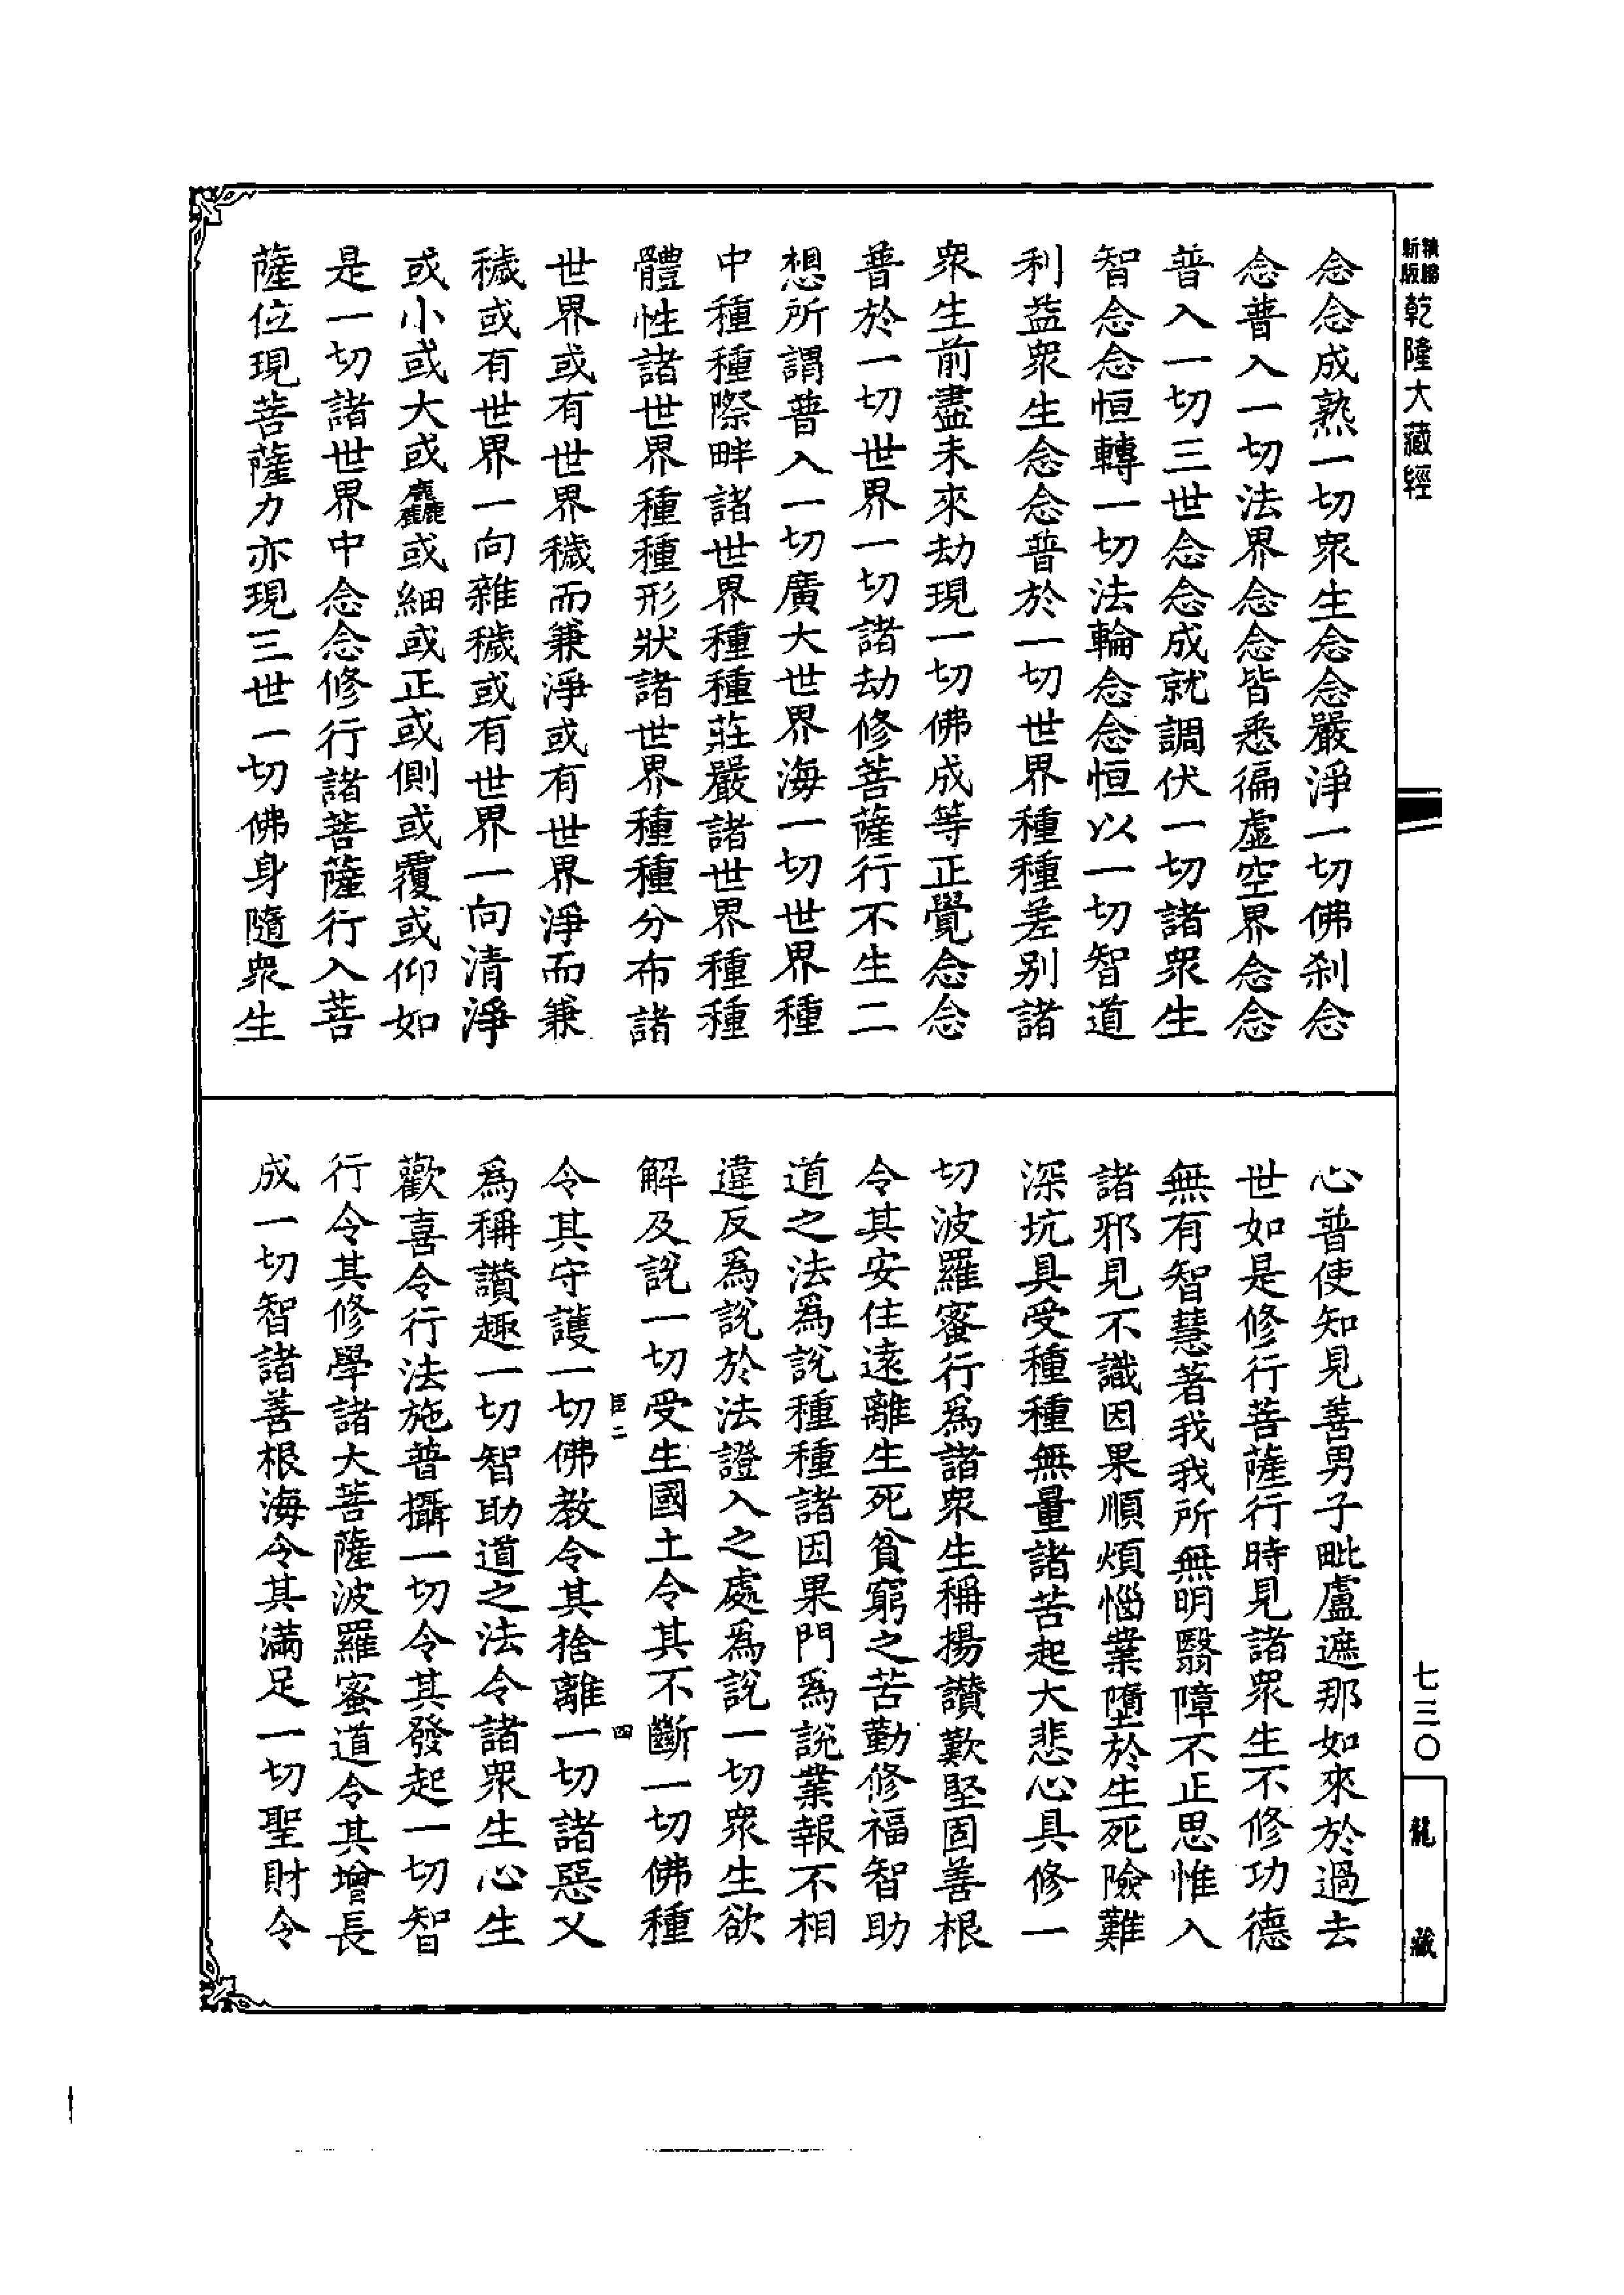 精勝新版
乾隆大藏經
念念成熟一切眾生念念嚴淨一切佛刹念
念普入一切法界念念皆悉徧虛空界念念
普入一切三世念念成就調伏一切諸眾生
智念念恒轉一切法輪念念恒以一切智道
利益眾生念念普於一切世界種種差別諸
眾生前盡未來劫現一切佛成等正覺念念
普於一切世界一切諸劫修菩薩行不生二
想所謂普入一切廣大世界海一切世界種
中種種際畔諸世界種種莊嚴諸世界種種
體性諸世界種種形狀諸世界種種分布諸
世界或有世界穢而兼淨或有世界淨而兼
穢或有世界一向雜穢或有世界一向清淨
或小或大或麤或細或正或側或覆或仰如
是一切諸世界中念念修行諸菩薩行入菩
薩位現菩薩力亦現三世一切佛身隨眾生
心普使知見善男子毗盧遮那如來於過去
世如是修行菩薩行時見諸眾生不修功德
無有智慧著我我所無明翳障不正思惟入
諸邪見不識因果順煩惱業墮於生死險難
深坑具受種種無量諸苦起大悲心具修一
切波羅蜜行為諸眾生稱揚讚歎堅固善根
令其安住遠離生死貧窮之苦勤修福智助
道之法為說種種諸因果門為說業報不相
違反為說於法證入之處為說一切眾生欲
解及說一切受生國土令其不斷一切佛種
臣二 四
令其守護一切佛教令其捨離一切諸惡又
為稱讚趣一切智助道之法令諸眾生心生
歡喜令行法施普攝一切令其發起一切智
行令其修學諸大菩薩波羅蜜道令其增長
成一切智諸善根海令其滿足一切聖財令
七三〇
龍藏